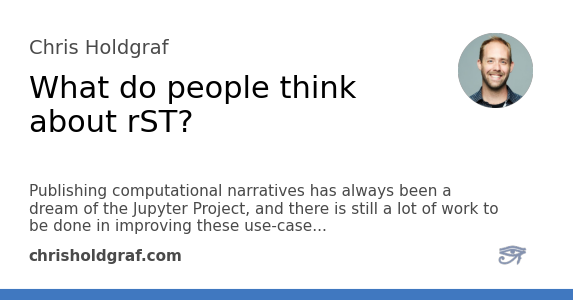 Chris Holdgraf
What do people think
about rST?
Publishing computational narratives has always been a
dream of the Jupyter Project, and there is still a lot of work to
be done in improving these use-case...
chrisholdgraf.com